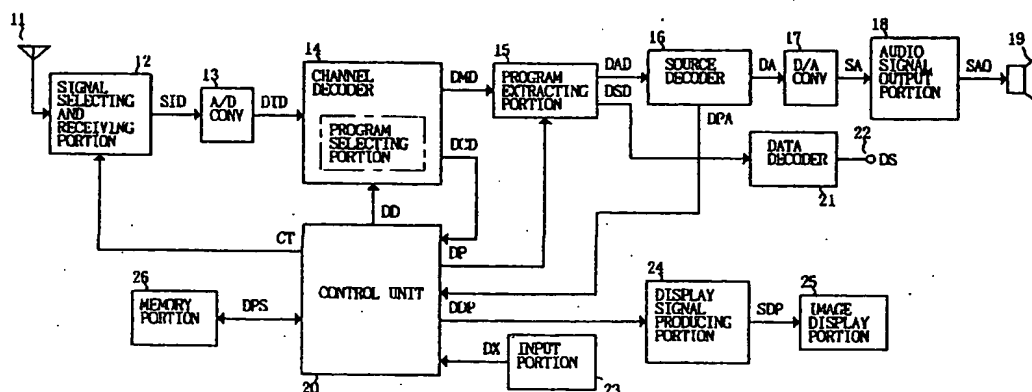 11
12
SIGNAL
SELECTING
AND
RECEIVING
PORTION
SID
13
A/D
CONV
DTD
14
CHANNEL
DECODER
PROGRAM
SELECTING
PORTION
DMD
DCD
15
PROGRAM
EXTRACTING
PORTION
DAD
DSD
16
SOURCE
DECODER
DA
DPA
17
D/A
CONV
SA
18
AUDIO
SIGNAL
OUTPUT
PORTION
SAO
19
DATA
DECODER
21
22
DS
CT
DD
DP
DDP
CONTROL UNIT
20
26
MEMORY
PORTION
DPS
DX
INPUT
PORTION
23
24
DISPLAY
SIGNAL
PRODUCING
PORTION
SDP
25
IMAGE
DISPLAY
PORTION